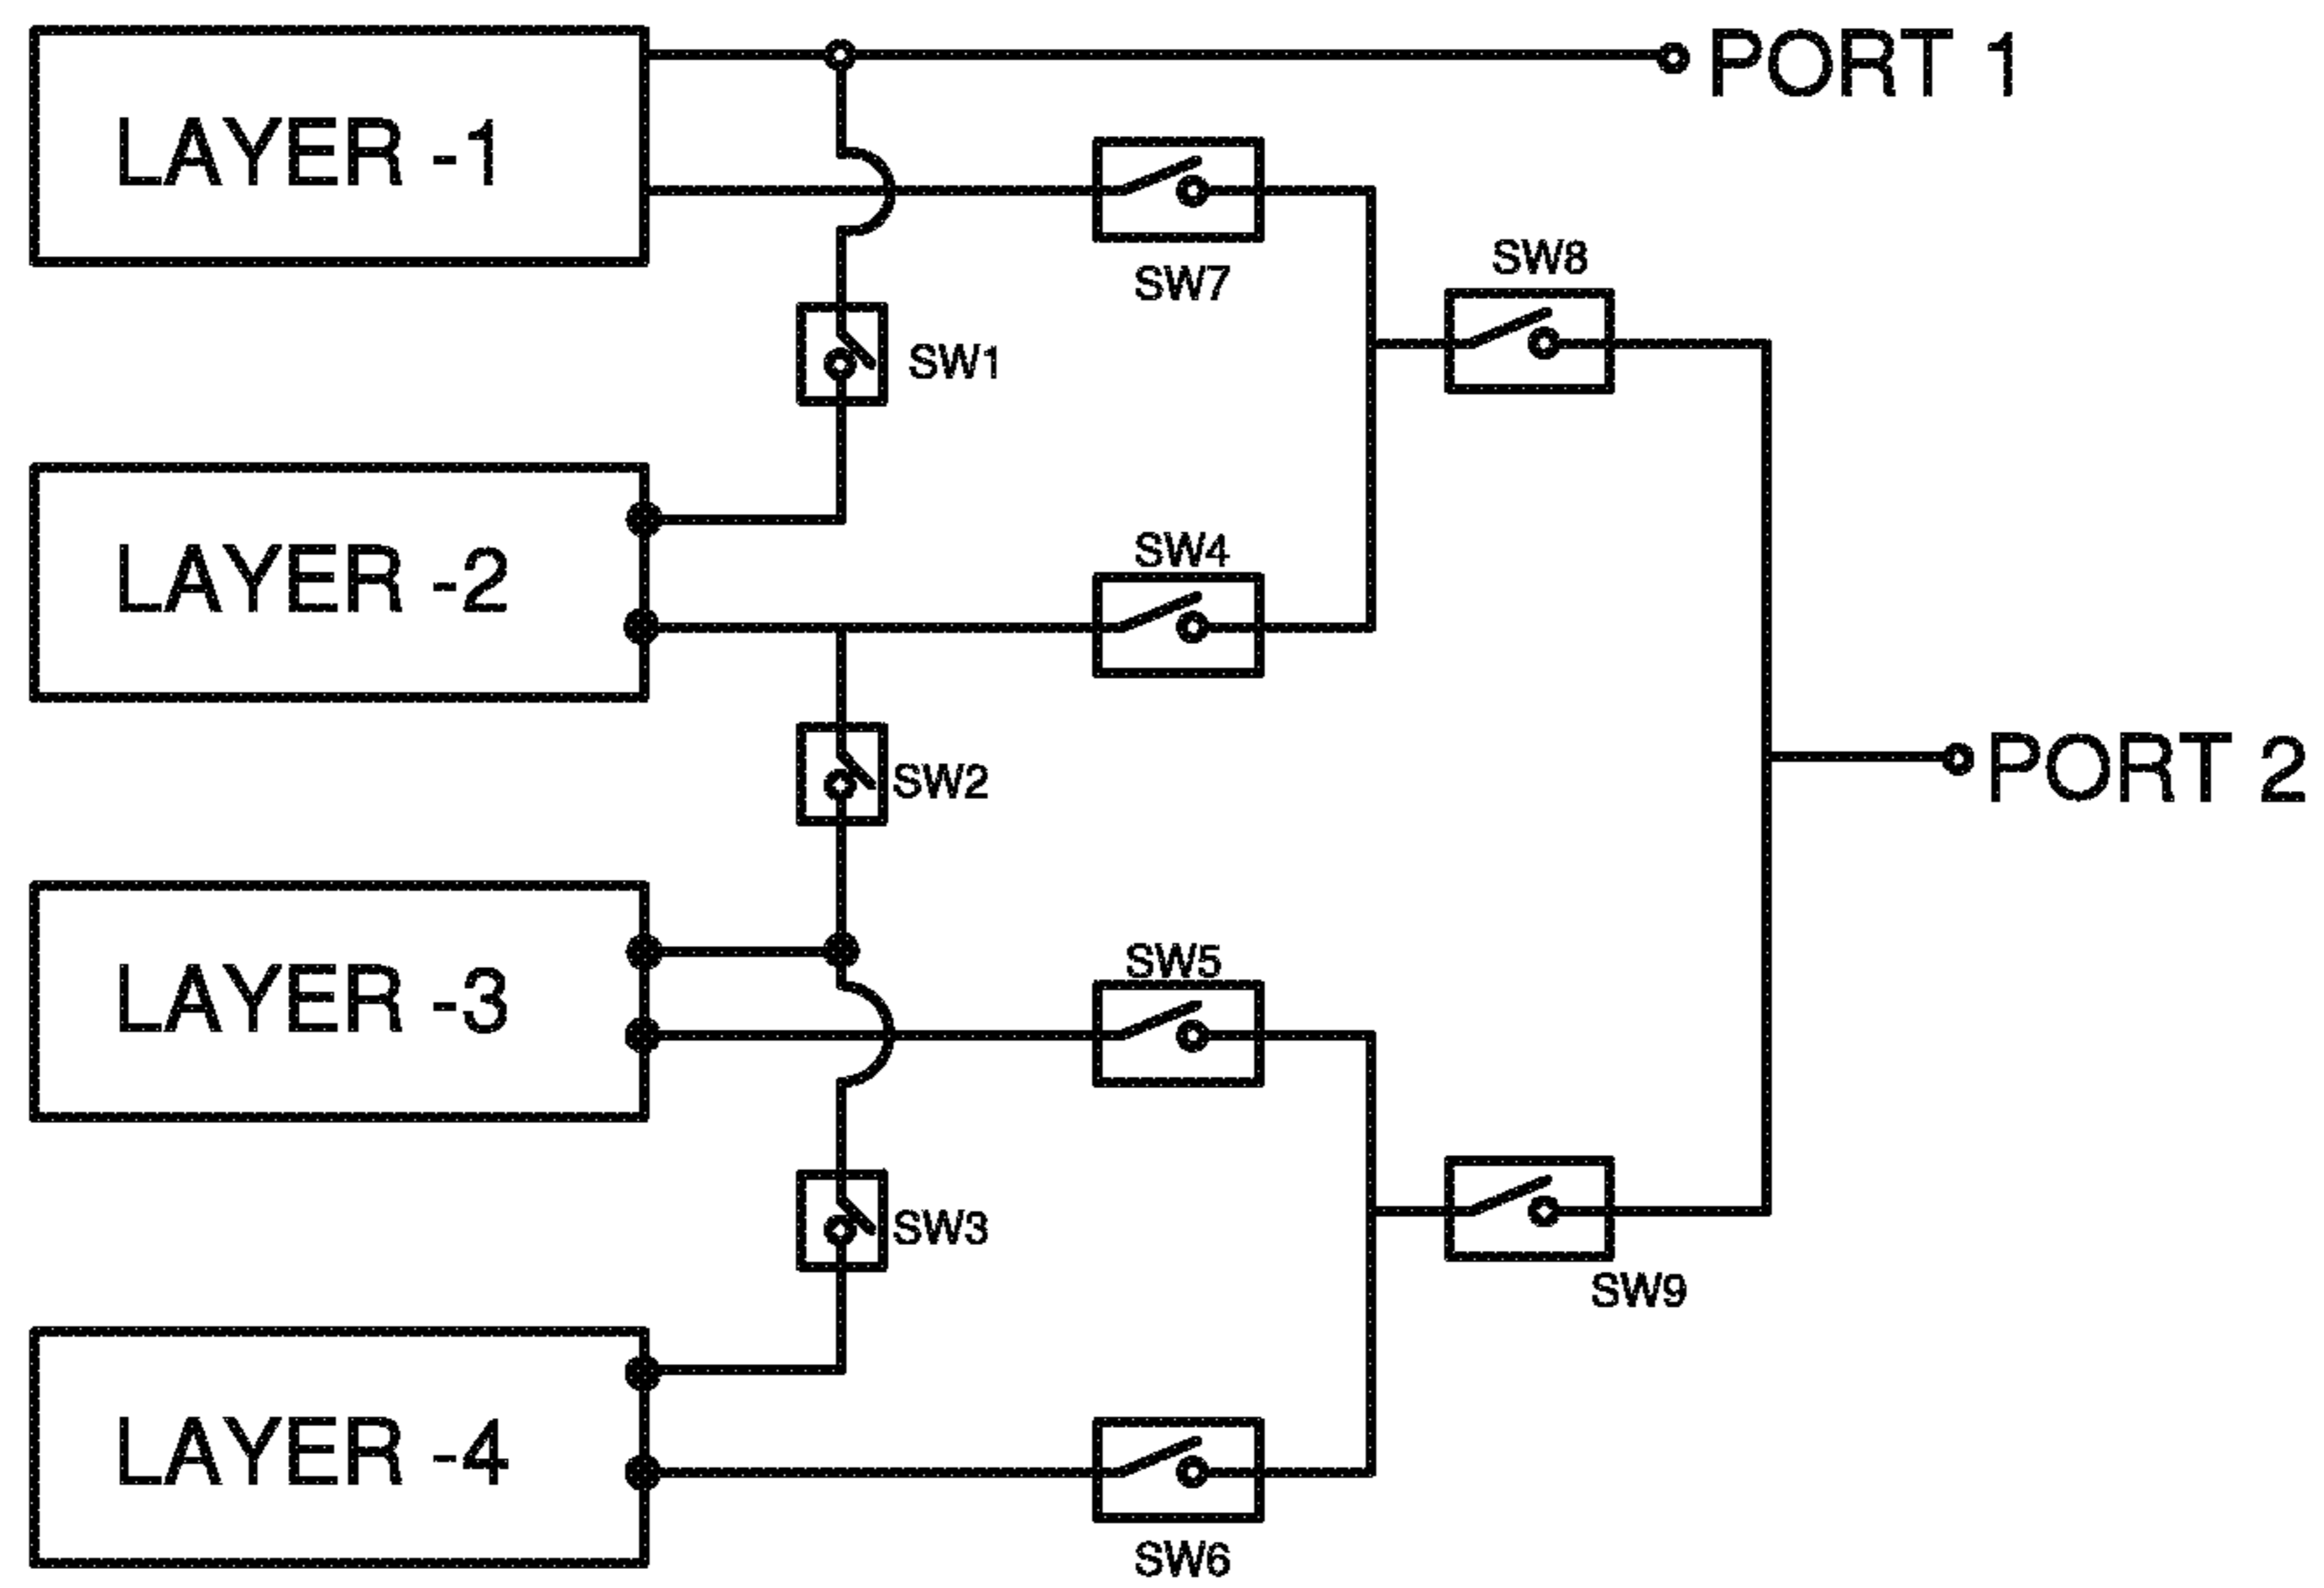 PORT 1
LAYER -1
SW7
SW8
SW1
LAYER -2
SW4
SW2
PORT 2
LAYER -3
SW5
SW3
SW9
LAYER -4
SW6